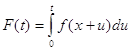 F(t) = ∫₀ᵗ f(x+u)du